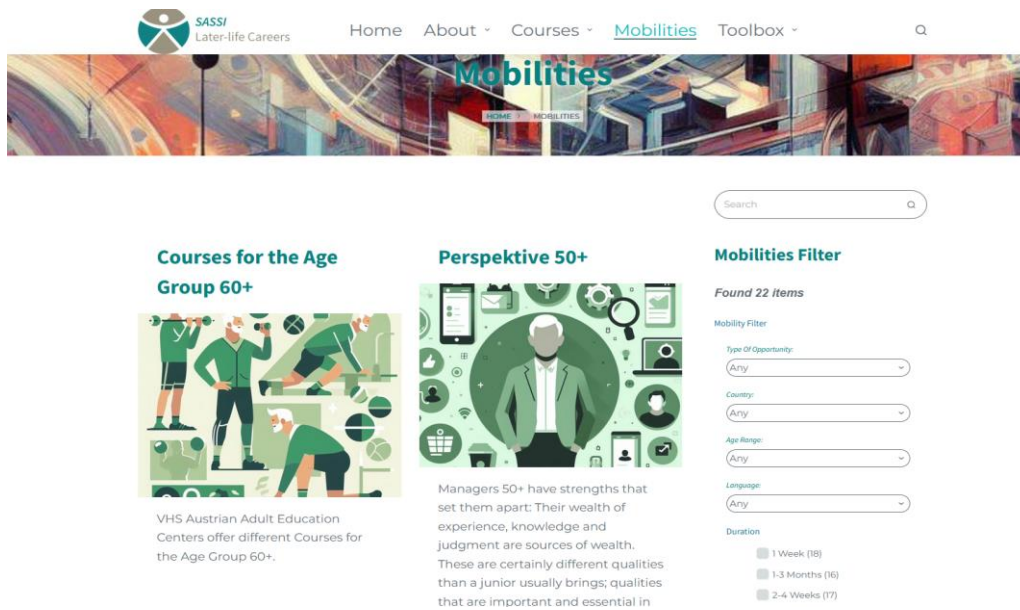 SASSI
Later-life Careers
Home About Courses Mobilities Toolbox
Mobilities
HOME MOBILITIES
Search
Courses for the Age
Group 60+
VHS Austrian Adult Education
Centers offer different Courses for
the Age Group 60+.
Perspektive 50+
Managers 50+ have strengths that
set them apart: Their wealth of
experience, knowledge and
judgment are sources of wealth.
These are certainly different qualities
than a junior usually brings; qualities
that are important and essential in
Mobilities Filter
Found 22 items
Mobility Filter
Type Of Opportunity:
Any
Country:
Any
Age Range:
Any
Language:
Any
Duration
1 Week (18)
1-3 Months (16)
2-4 Weeks (17)